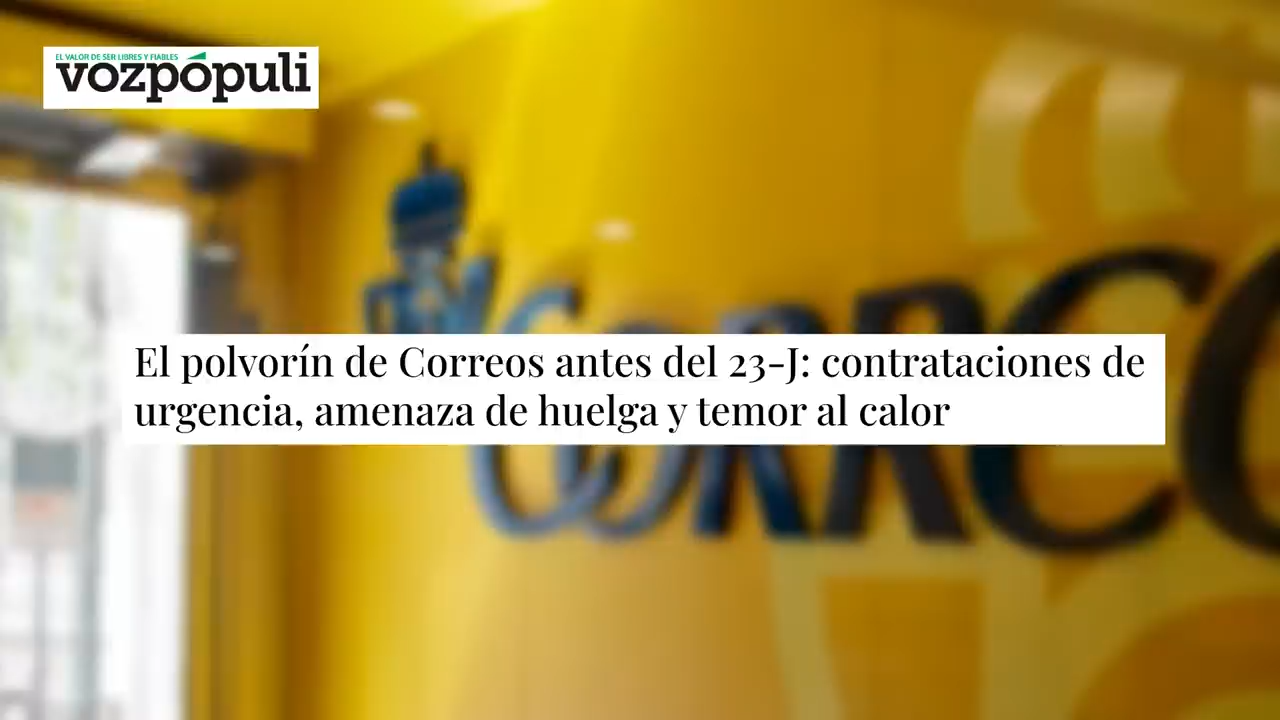 EL VALOR DE SER LIBRES Y FIABLES
vozpópuli
El polvorín de Correos antes del 23-J: contrataciones de
urgencia, amenaza de huelga y temor al calor
CORREO